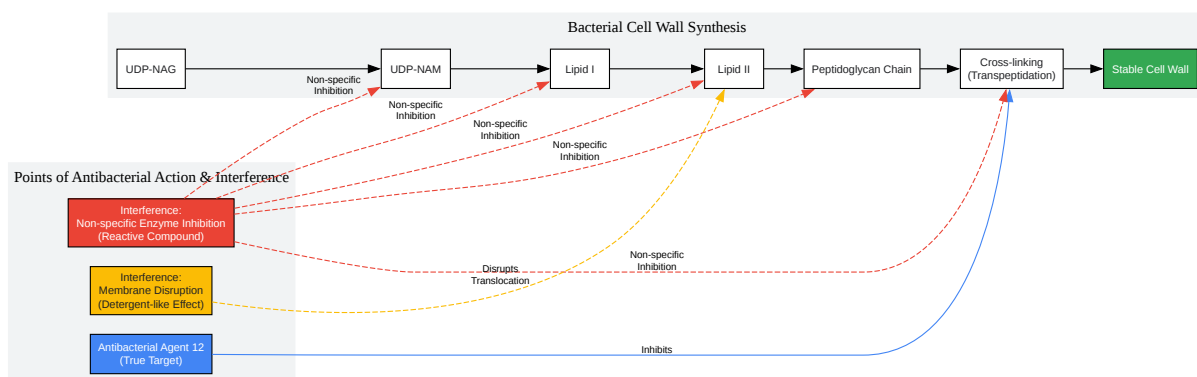 Bacterial Cell Wall Synthesis
UDP-NAG
UDP-NAM
Lipid I
Lipid II
Peptidoglycan Chain
Cross-linking
(Transpeptidation)
Stable Cell Wall
Non-specific
Inhibition
Non-specific
Inhibition
Non-specific
Inhibition
Non-specific
Inhibition
Points of Antibacterial Action & Interference
Interference:
Non-specific Enzyme Inhibition
(Reactive Compound)
Non-specific
Inhibition
Disrupts
Translocation
Interference:
Membrane Disruption
(Detergent-like Effect)
Antibacterial Agent 12
(True Target)
Inhibits